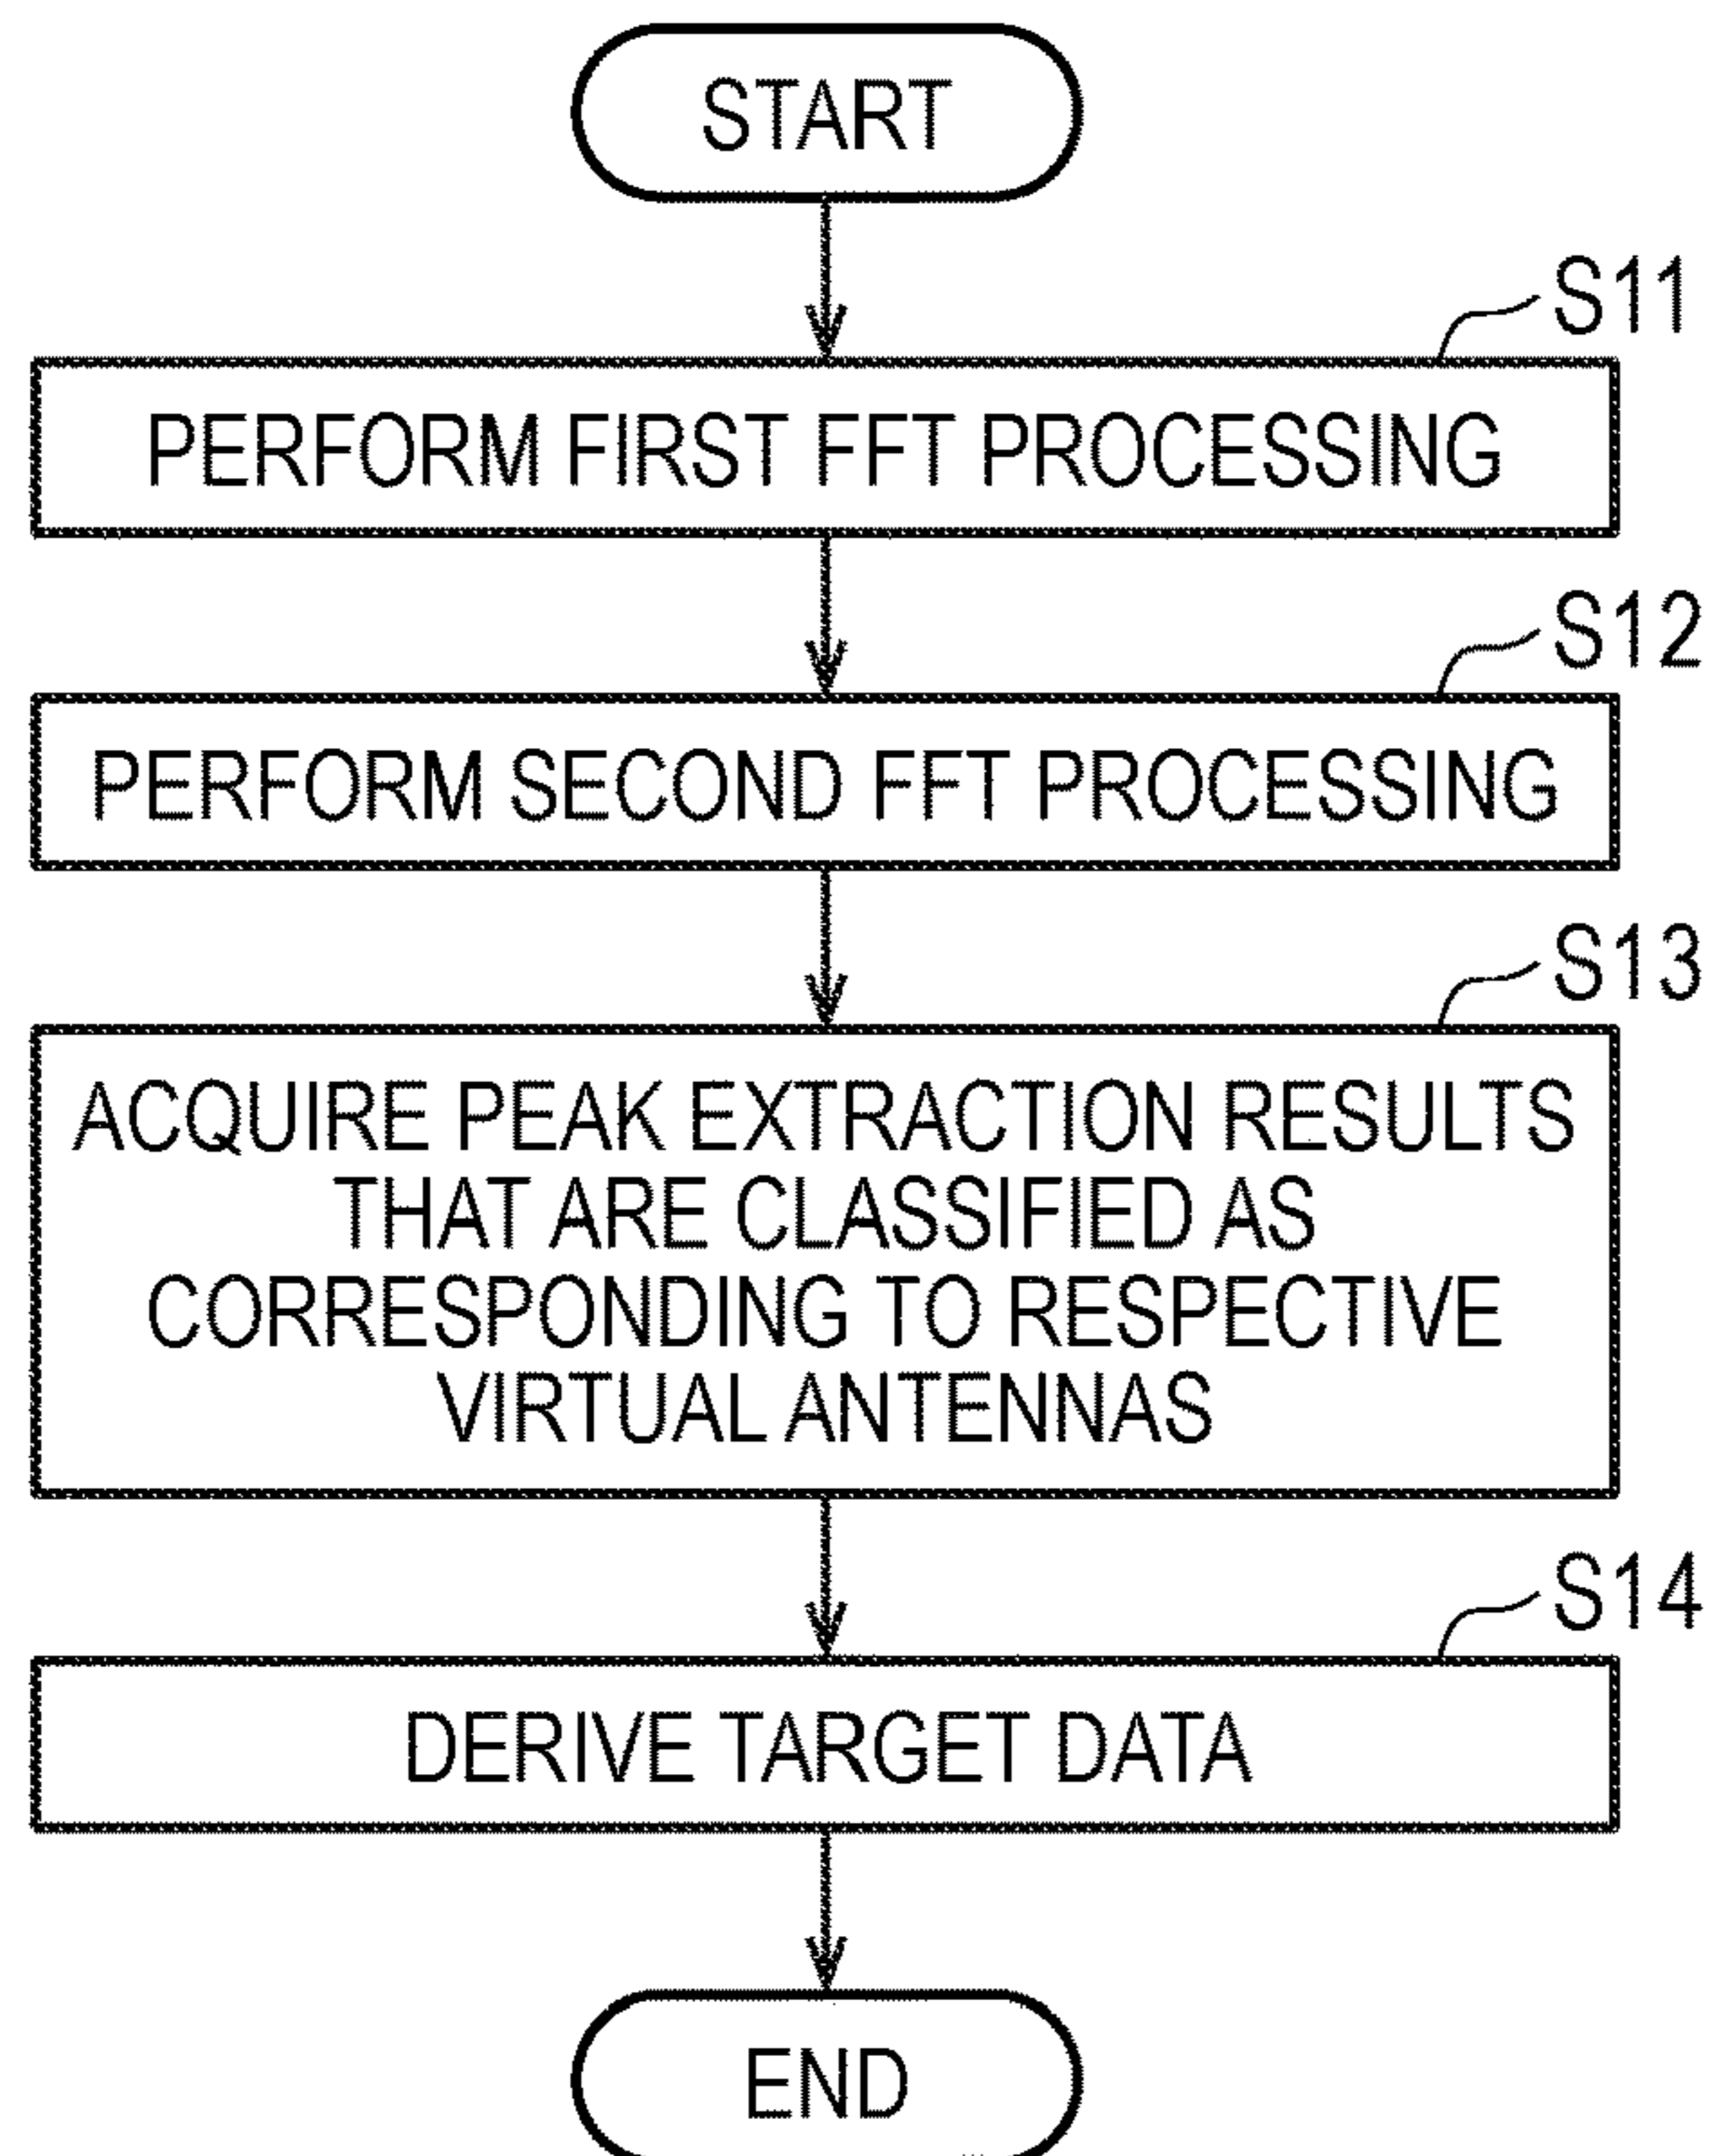 START
S11
PERFORM FIRST FFT PROCESSING
S12
PERFORM SECOND FFT PROCESSING
S13
ACQUIRE PEAK EXTRACTION RESULTS
THAT ARE CLASSIFIED AS
CORRESPONDING TO RESPECTIVE
VIRTUAL ANTENNAS
S14
DERIVE TARGET DATA
END